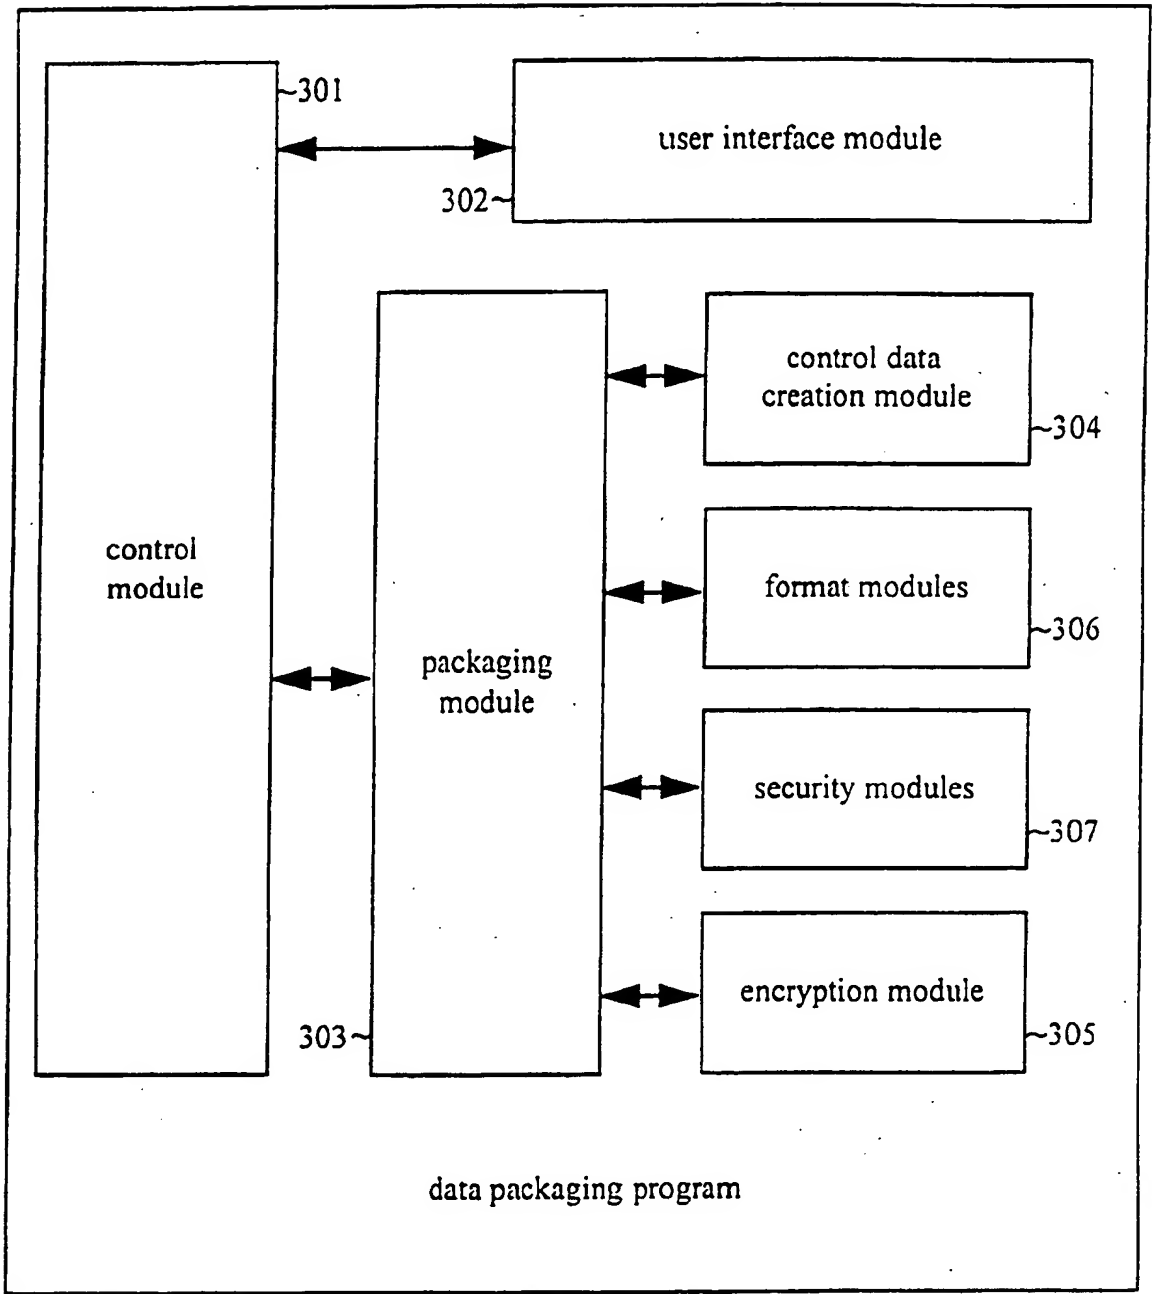 301
user interface module
302
control data
creation module
304
control
module
format modules
306
packaging
module
security modules
307
encryption module
303
305
data packaging program